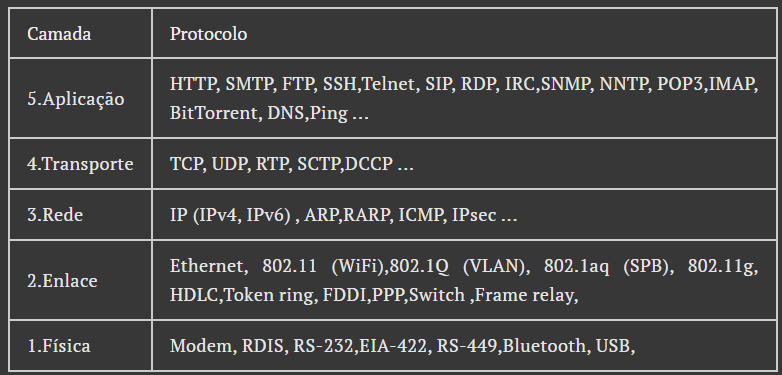 Camada Protocolo
5.Aplicação HTTP, SMTP, FTP, SSH,Telnet, SIP, RDP, IRC,SNMP, NNTP, POP3,IMAP,
BitTorrent, DNS,Ping ...
4.Transporte TCP, UDP, RTP, SCTP,DCCP ...
3.Rede IP (IPv4, IPv6) , ARP,RARP, ICMP, IPsec ...
2.Enlace Ethernet, 802.11 (WiFi),802.1Q (VLAN), 802.1aq (SPB), 802.11g,
HDLC,Token ring, FDDI,PPP,Switch ,Frame relay,
1.Física Modem, RDIS, RS-232,EIA-422, RS-449,Bluetooth, USB,